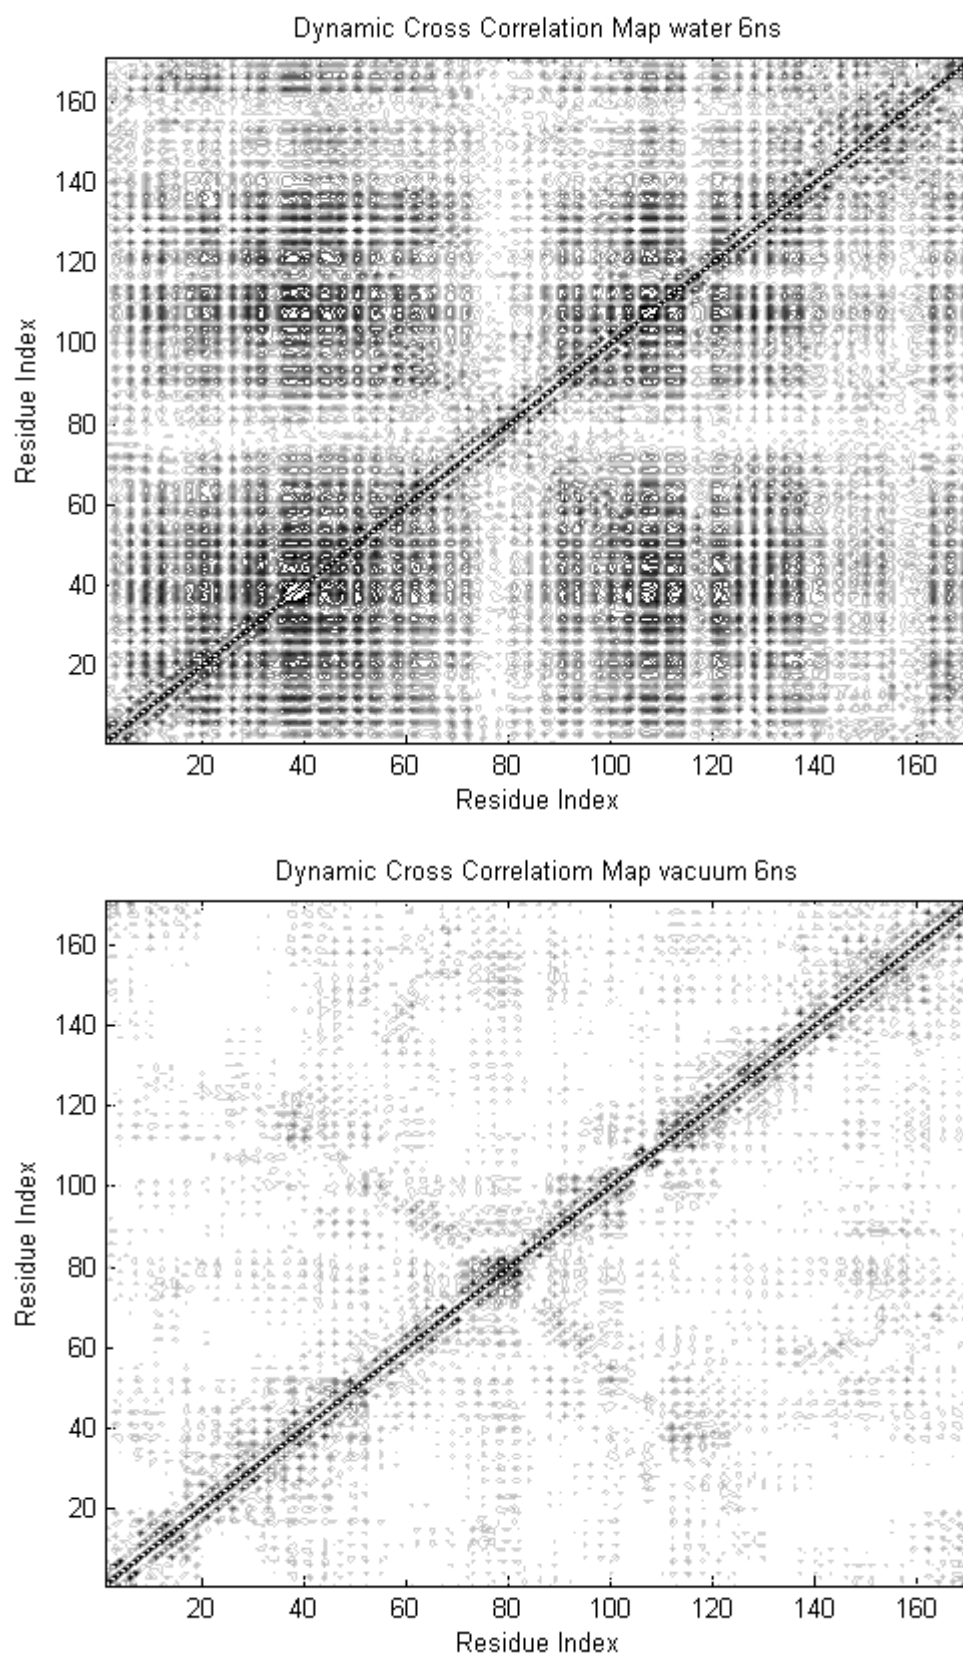 Dynamic Cross Correlation Map water 6ns
160
140
120
100
80
60
40
20
Residue Index
20 40 60 80 100 120 140 160
Residue Index
Dynamic Cross Correlatiom Map vacuum 6ns
160
140
120
100
80
60
40
20
Residue Index
20 40 60 80 100 120 140 160
Residue Index